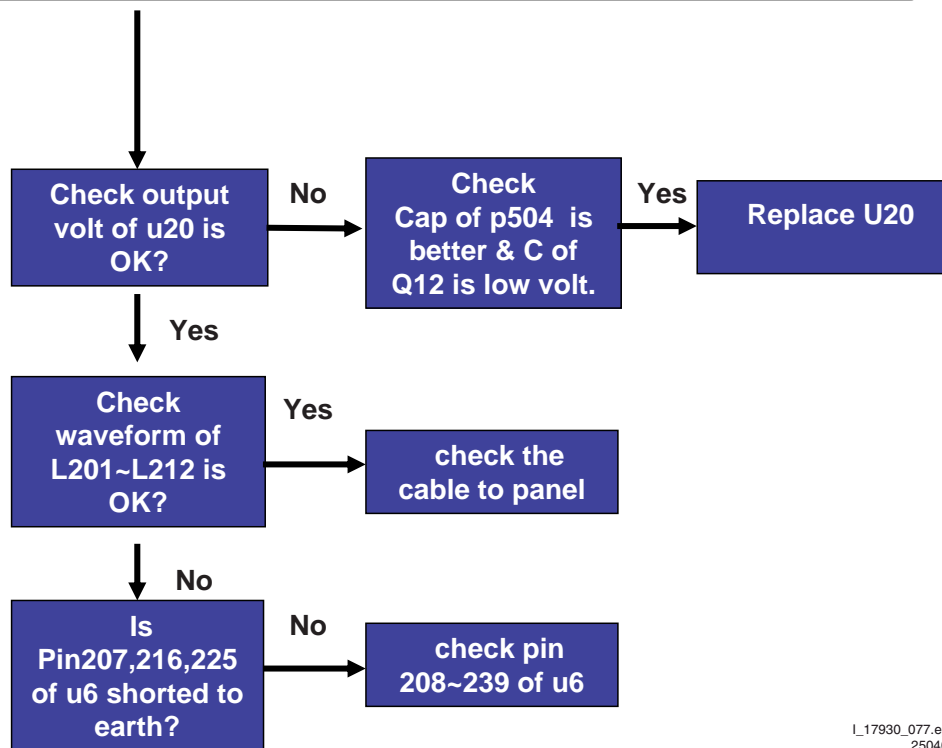 Check output
volt of u20 is
OK?
No
Check
Cap of p504 is
better & C of
Q12 is low volt.
Yes
Replace U20
Yes
Check
waveform of
L201~L212 is
OK?
Yes
check the
cable to panel
No
Is
Pin207,216,225
of u6 shorted to
earth?
No
check pin
208~239 of u6
I_17930_077.e
2504